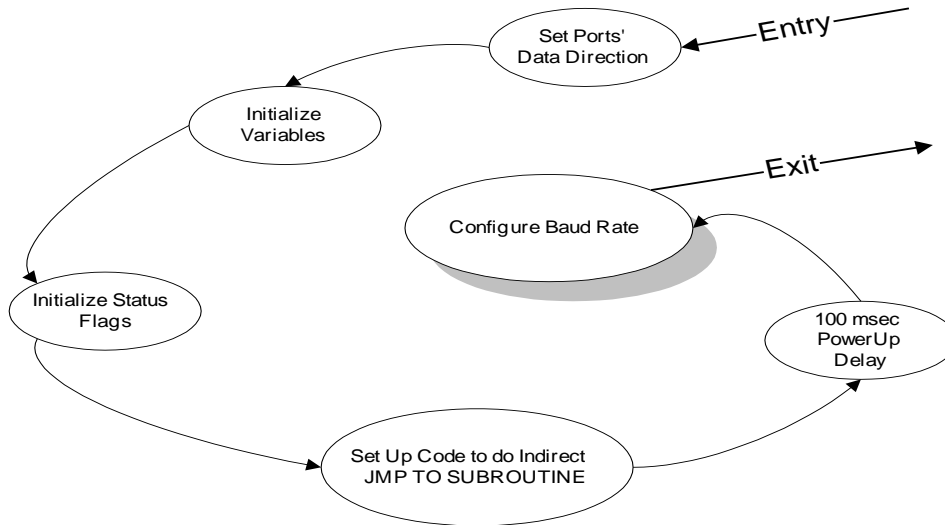 Entry
Set Ports'
Data Direction
Initialize
Variables
Initialize Status
Flags
Set Up Code to do Indirect
JMP TO SUBROUTINE
100 msec
PowerUp
Delay
Configure Baud Rate
Exit